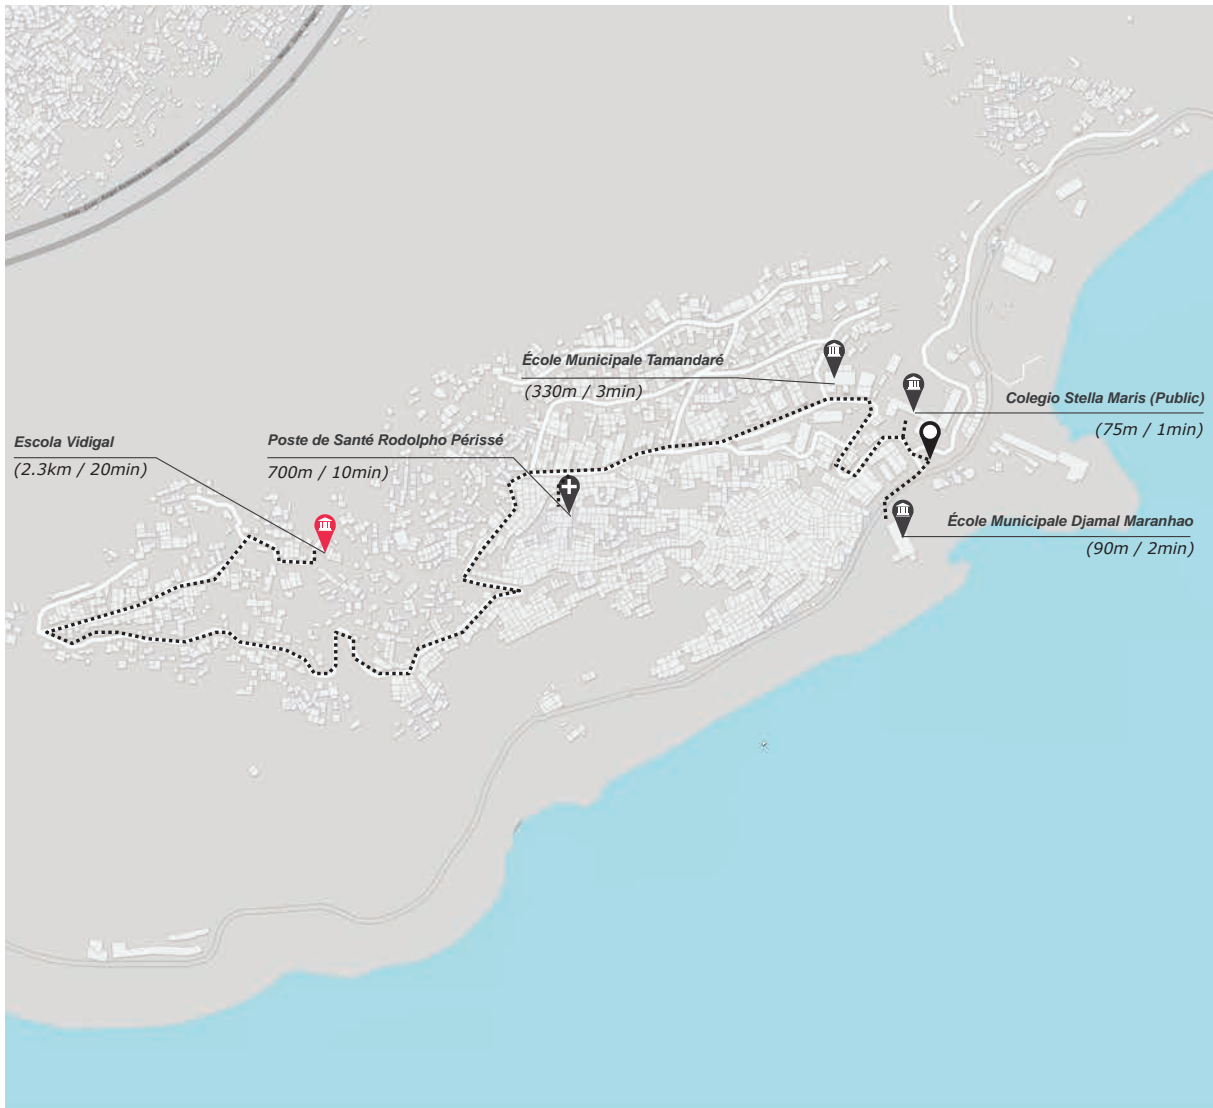 École Municipale Tamandaré
(330m / 3min)
Colegio Stella Maris (Public)
(75m / 1min)
Escola Vidigal
(2.3km / 20min)
Poste de Santé Rodolpho Périssé
700m / 10min)
École Municipale Djamal Maranhao
(90m / 2min)